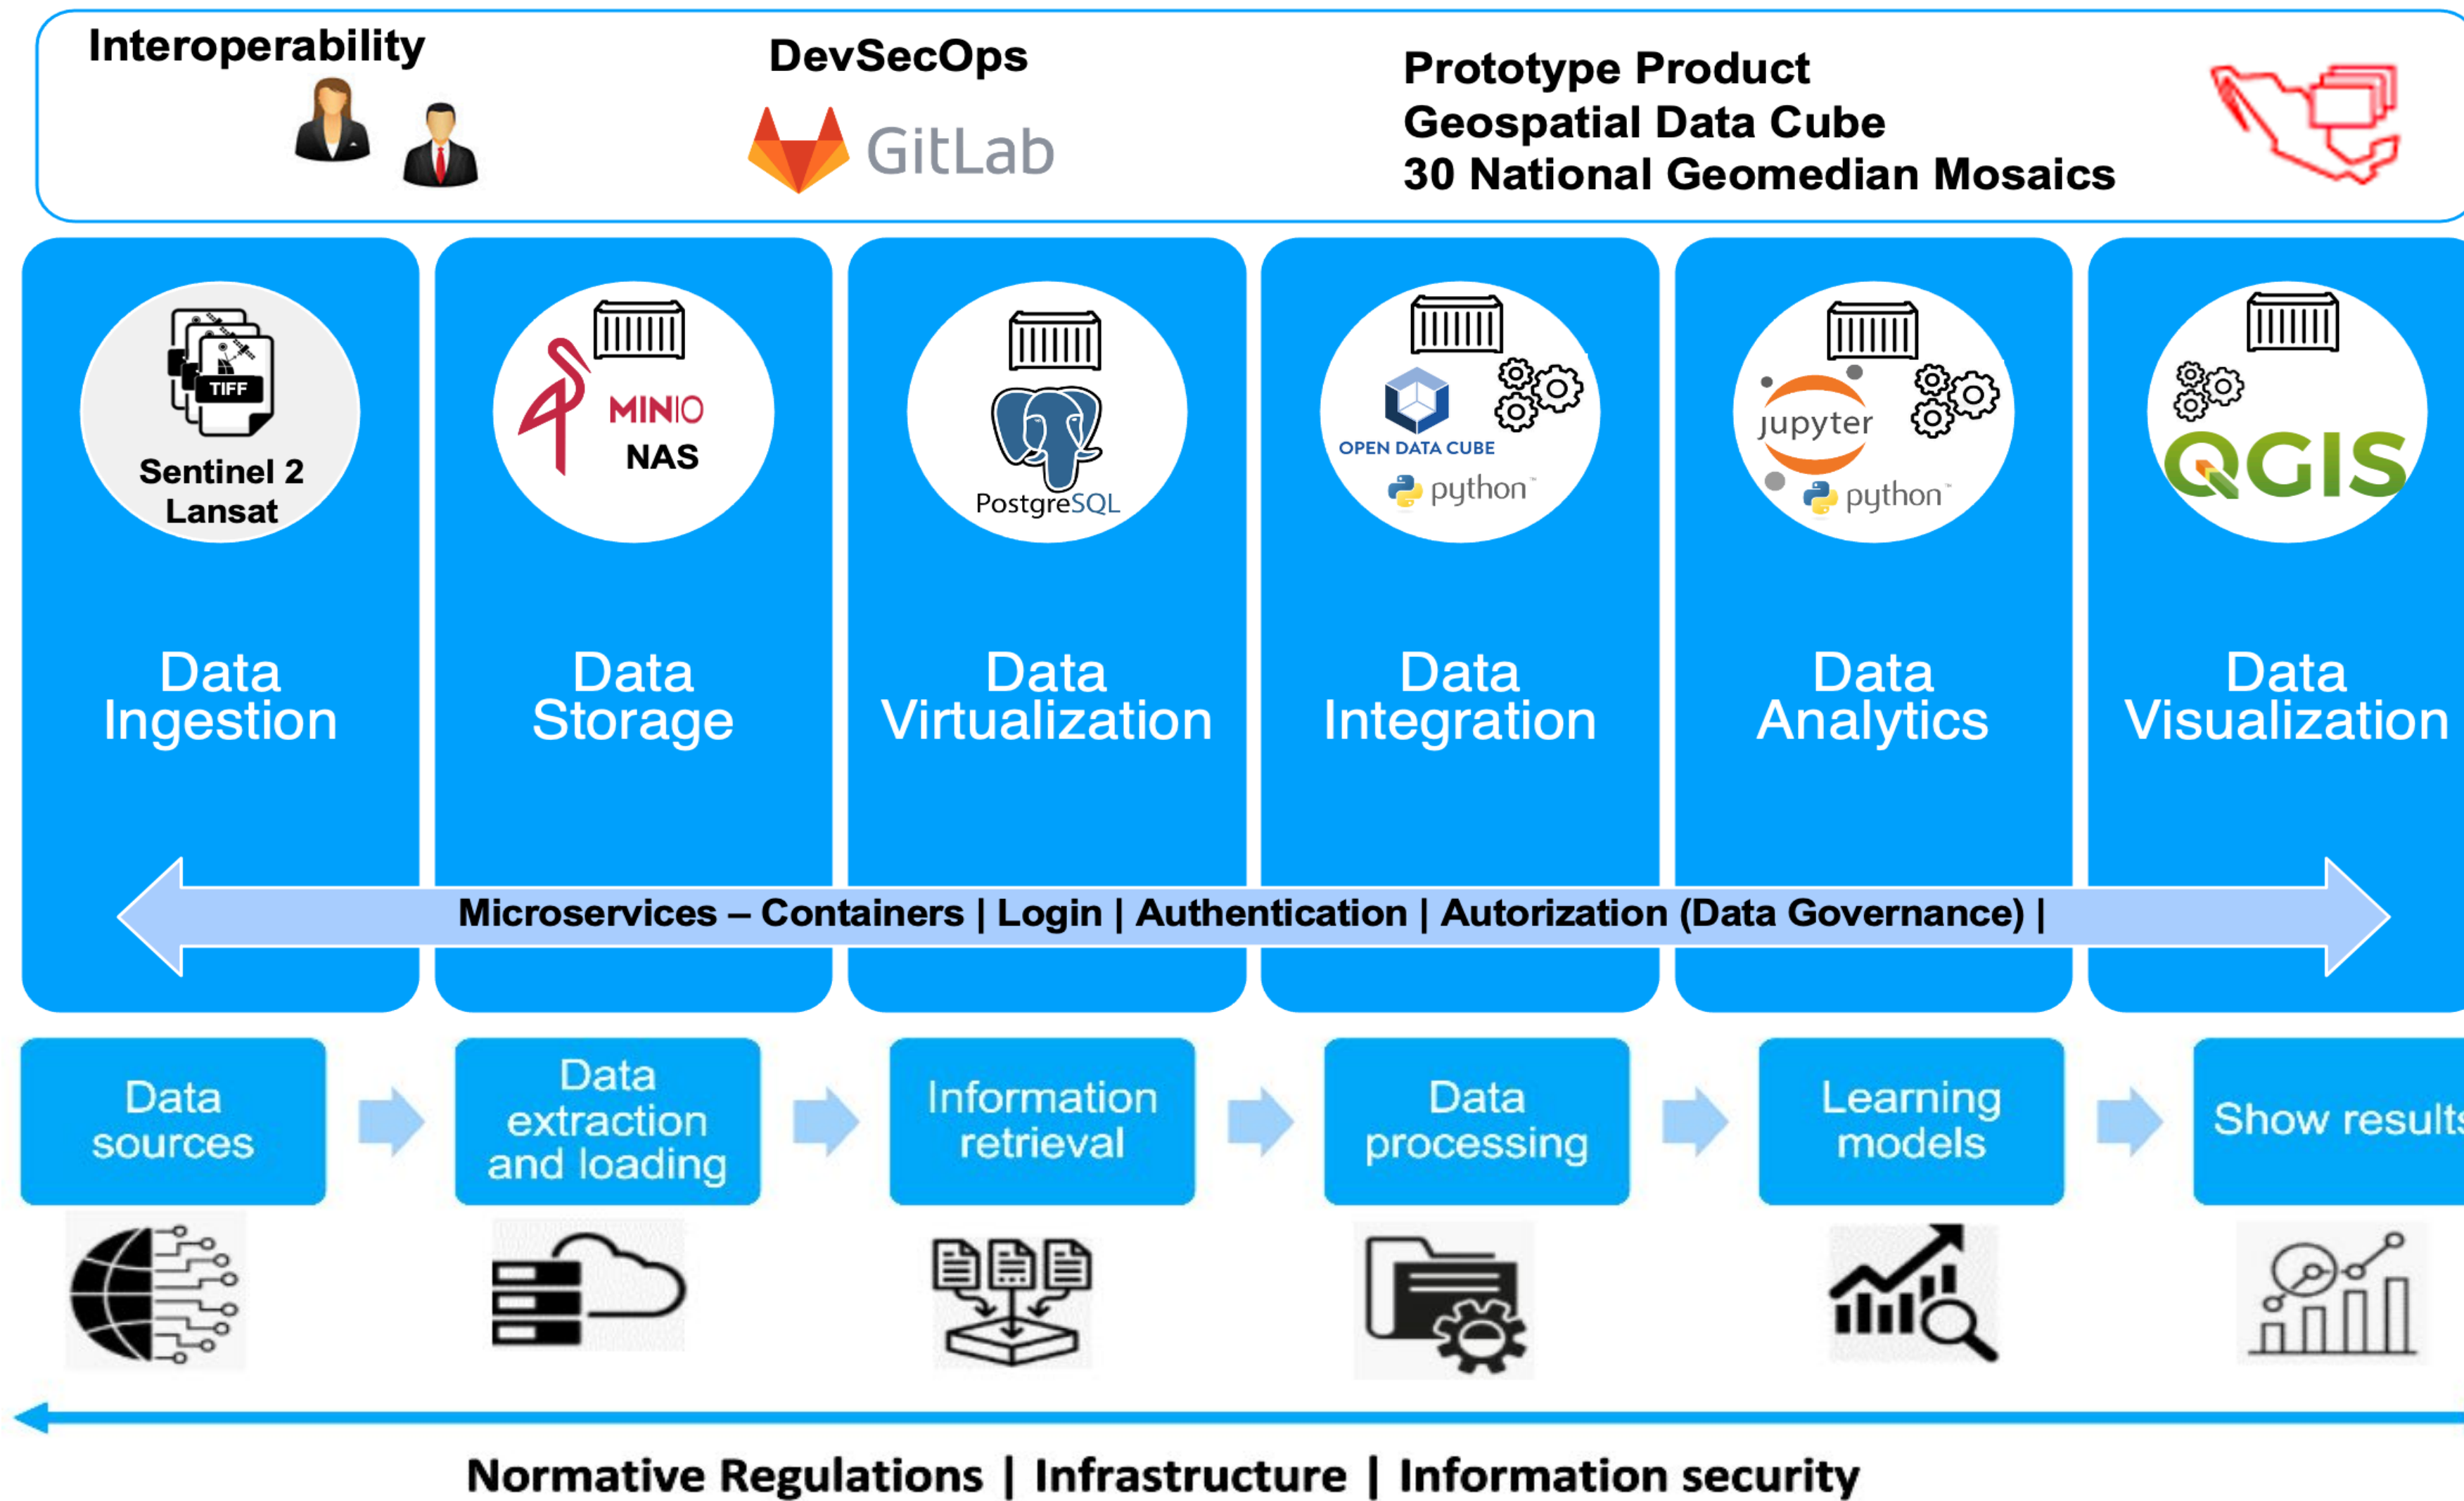 Interoperability
DevSecOps
GitLab
Prototype Product
Geospatial Data Cube
30 National Geomedian Mosaics
TIFF
Sentinel 2
Lansat
MINIO
NAS
PostgreSQL
OPEN DATA CUBE
python™
jupyter
python™
QGIS
Data
Ingestion
Data
Storage
Data
Virtualization
Data
Integration
Data
Analytics
Data
Visualization
Microservices – Containers | Login | Authentication | Autorization (Data Governance) |
Data
sources
Data
extraction
and loading
Information
retrieval
Data
processing
Learning
models
Show results
Normative Regulations | Infrastructure | Information security